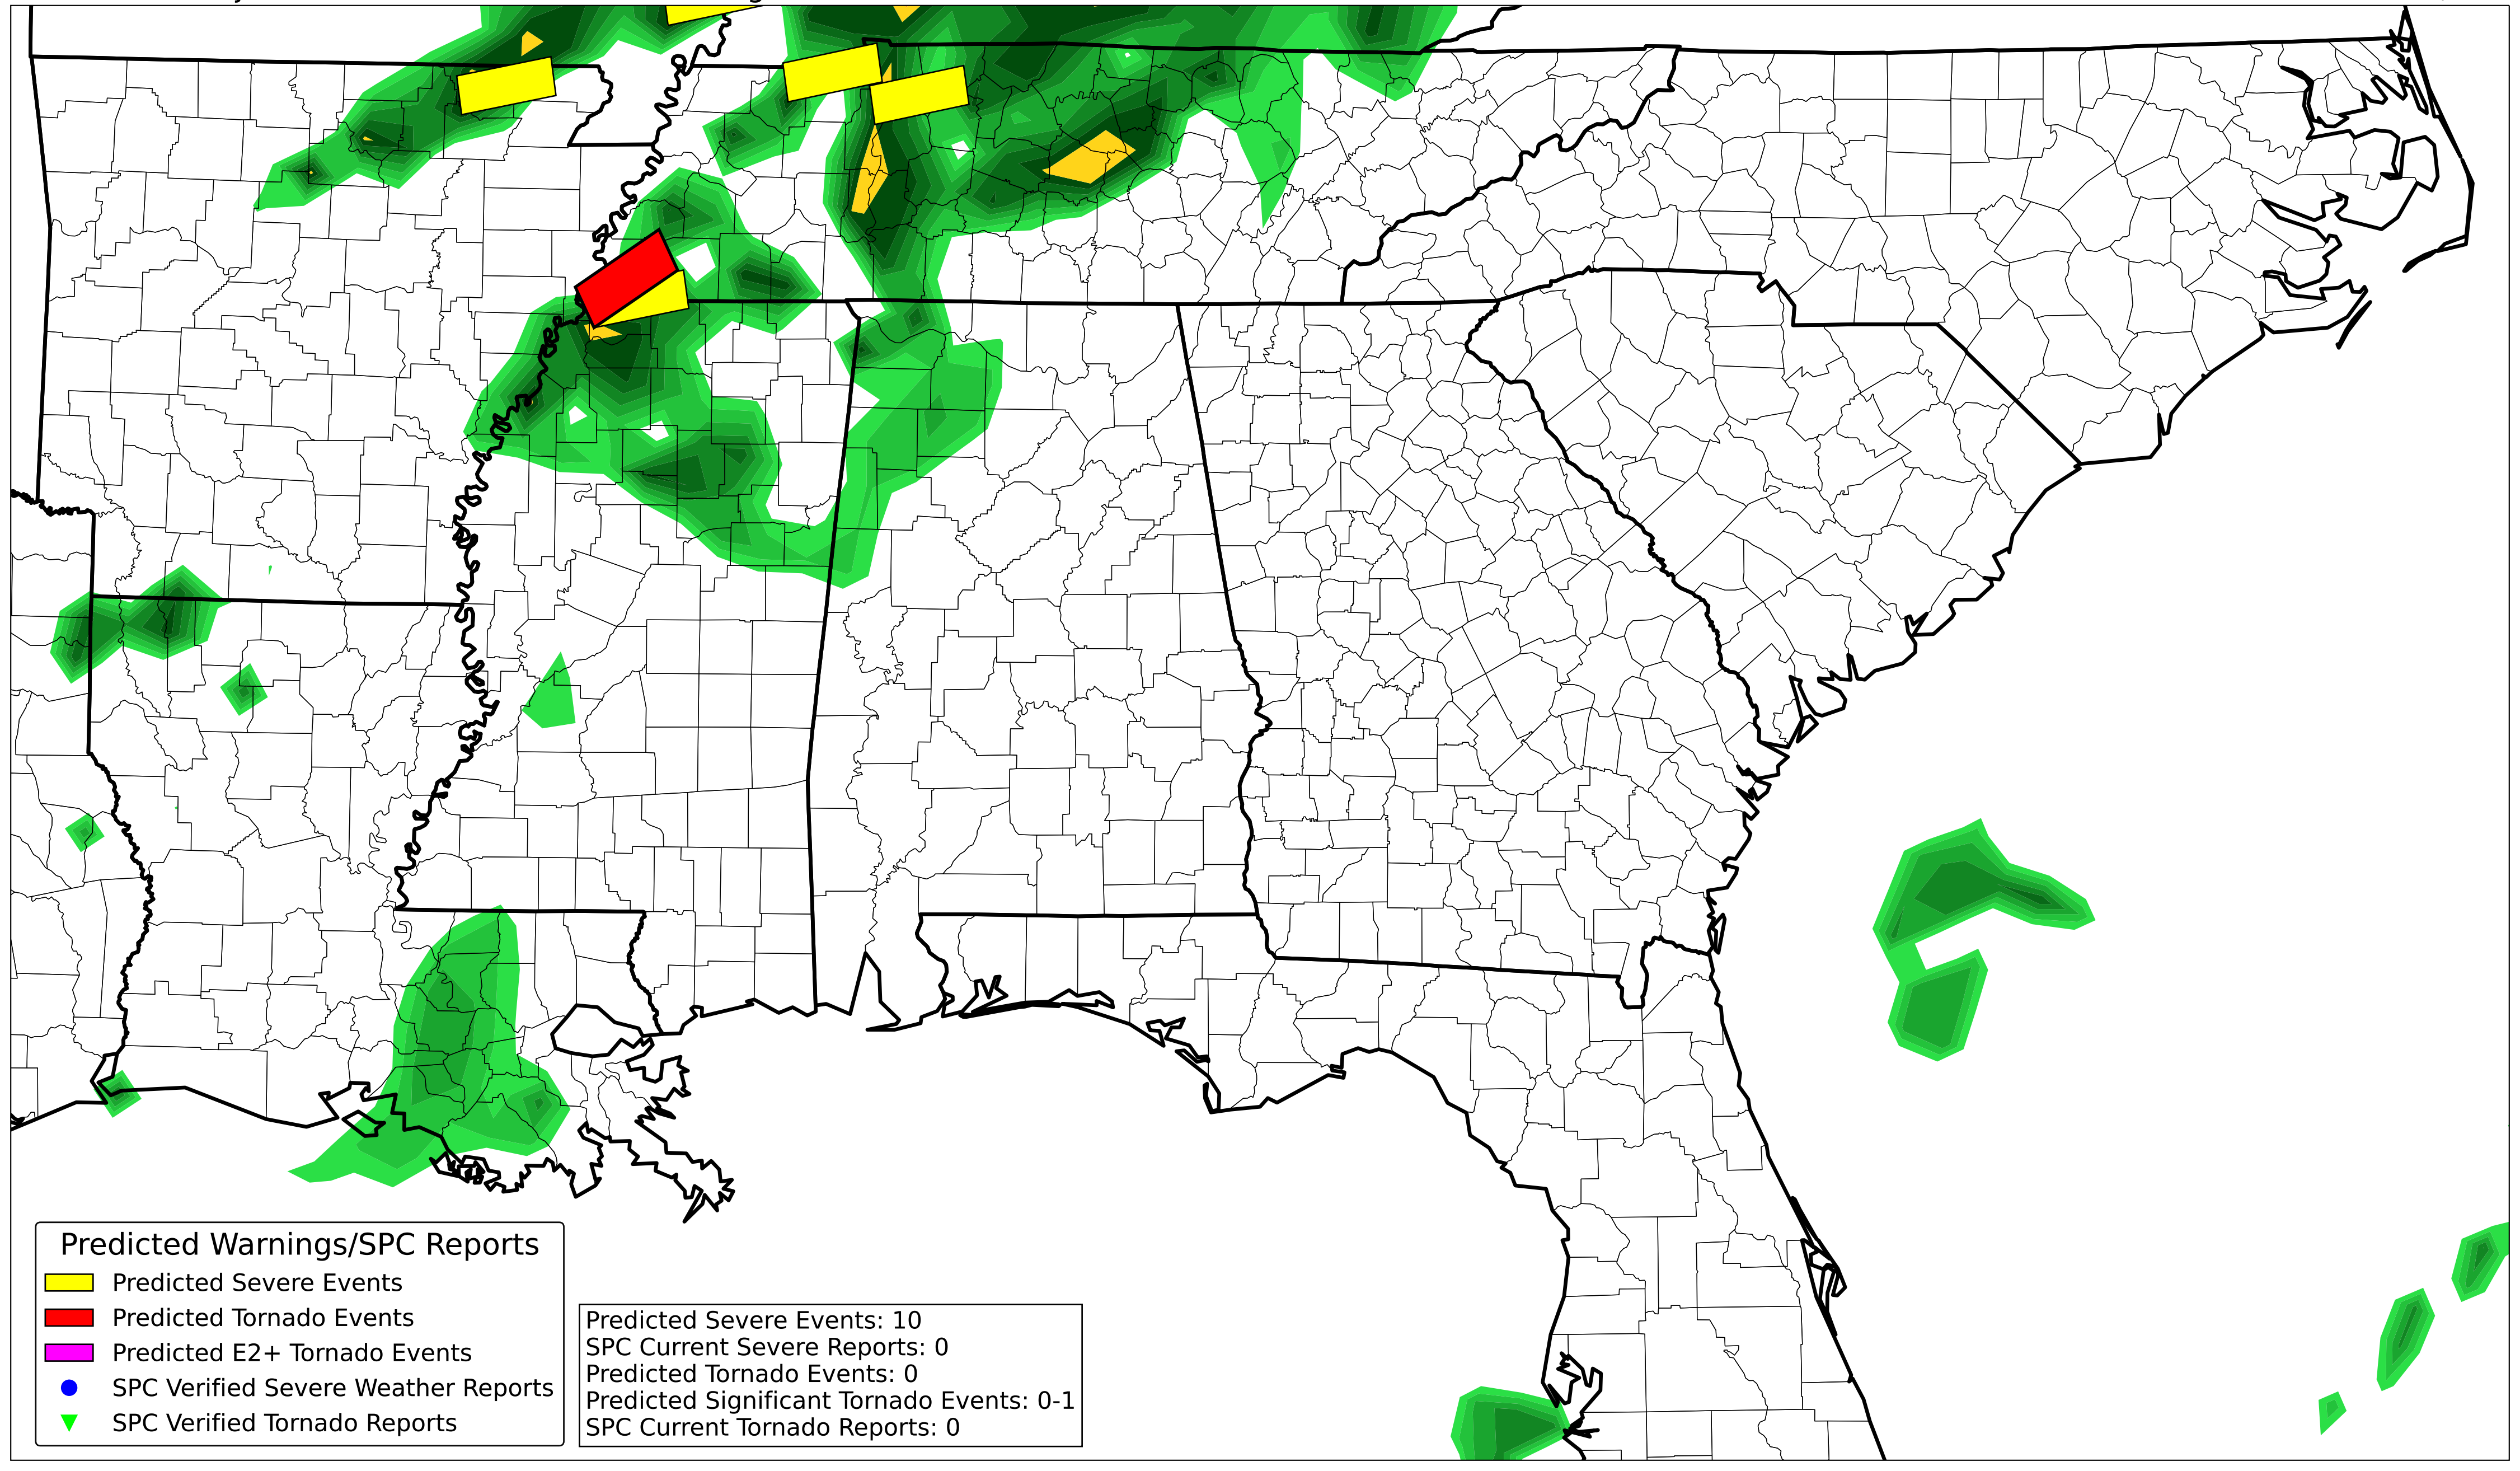 Predicted Warnings/SPC Reports
Predicted Severe Events
Predicted Tornado Events
Predicted E2+ Tornado Events
SPC Verified Severe Weather Reports
SPC Verified Tornado Reports
Predicted Severe Events: 10
SPC Current Severe Reports: 0
Predicted Tornado Events: 0
Predicted Significant Tornado Events: 0-1
SPC Current Tornado Reports: 0